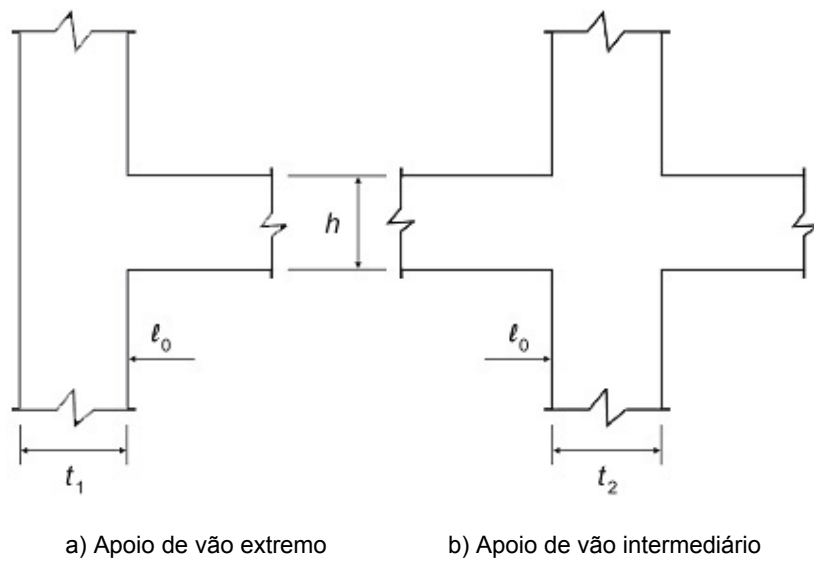 h
ℓ₀
ℓ₀
t₁
t₂
a) Apoio de vão extremo
b) Apoio de vão intermediário